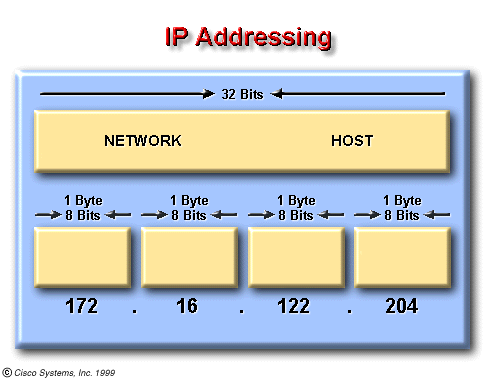 IP Addressing
32 Bits
NETWORK HOST
1 Byte 1 Byte 1 Byte 1 Byte
8 Bits 8 Bits 8 Bits 8 Bits
172 . 16 . 122 . 204
© Cisco Systems, Inc. 1999